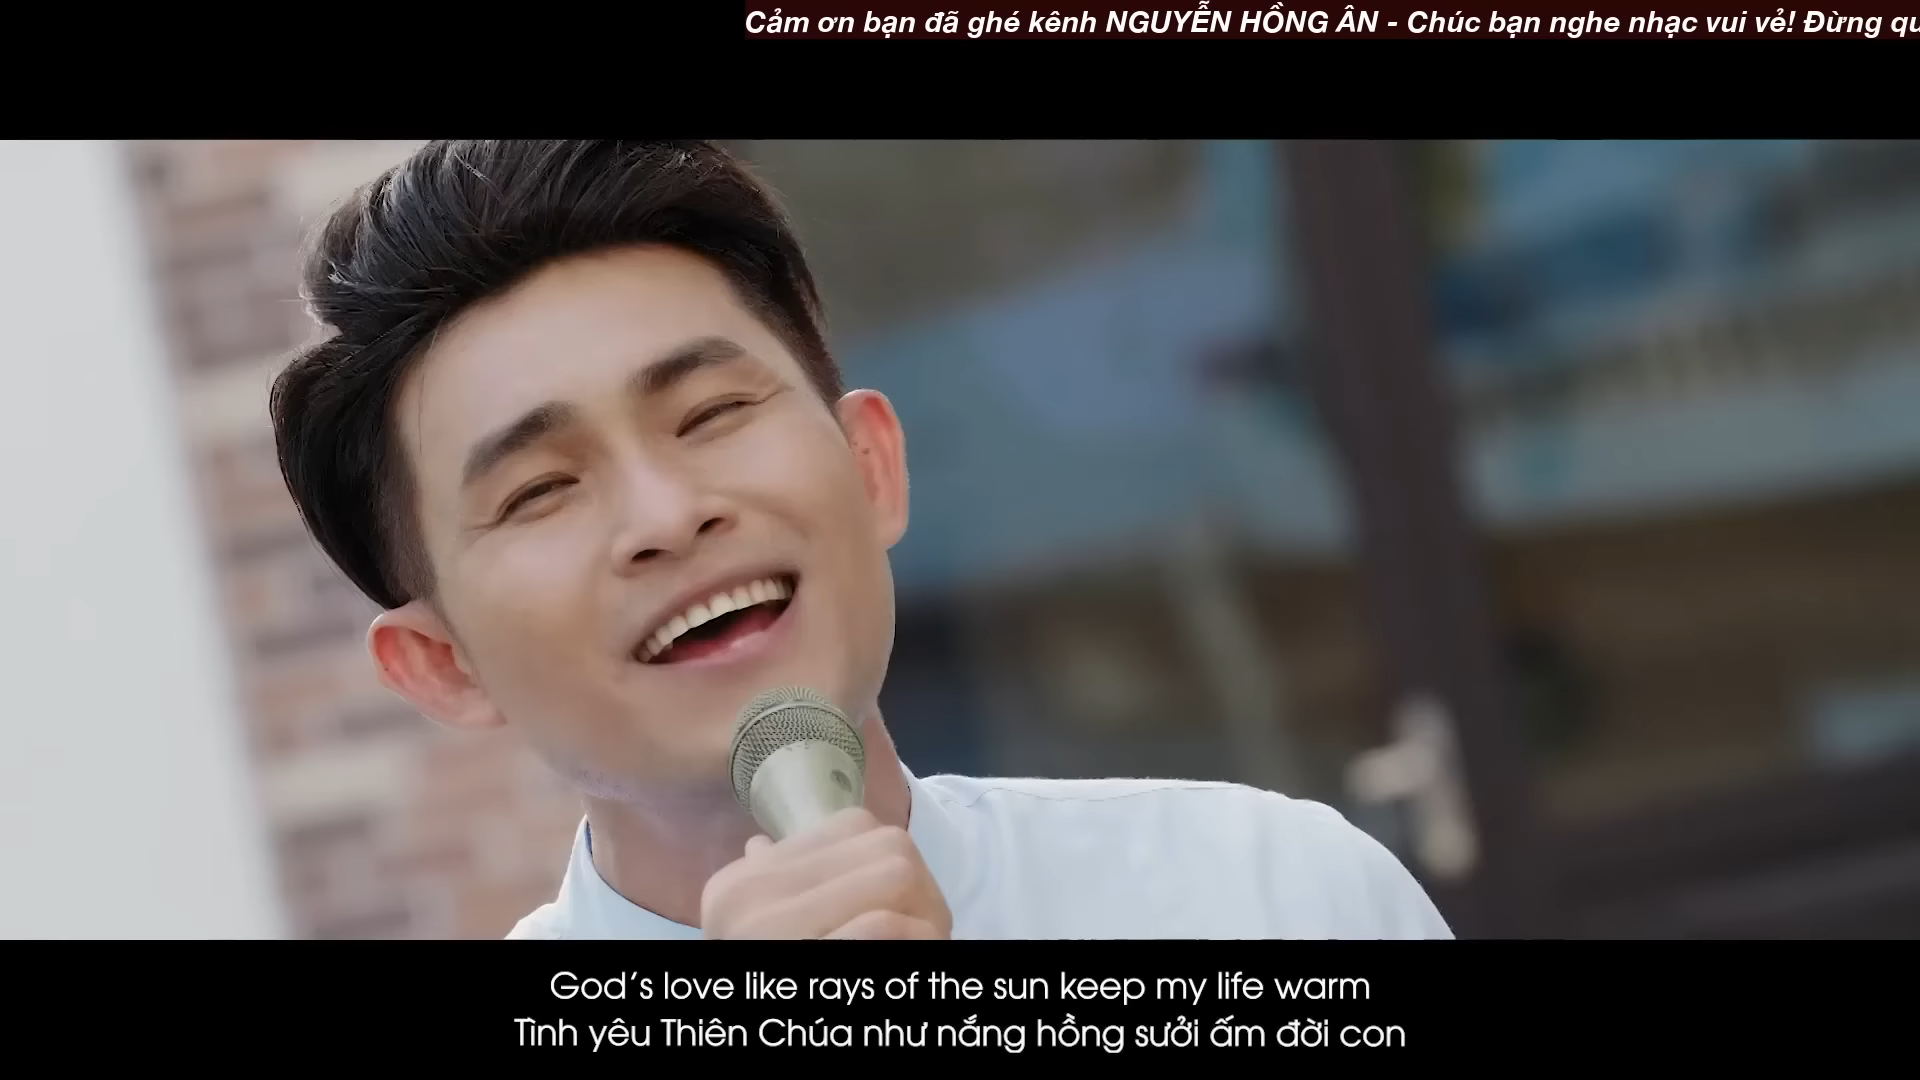 Cảm ơn bạn đã ghé kênh NGUYỄN HỒNG ÂN - Chúc bạn nghe nhạc vui vẻ! Đừng qu
God's love like rays of the sun keep my life warm
Tình yêu Thiên Chúa như nắng hồng sưởi ấm đời con